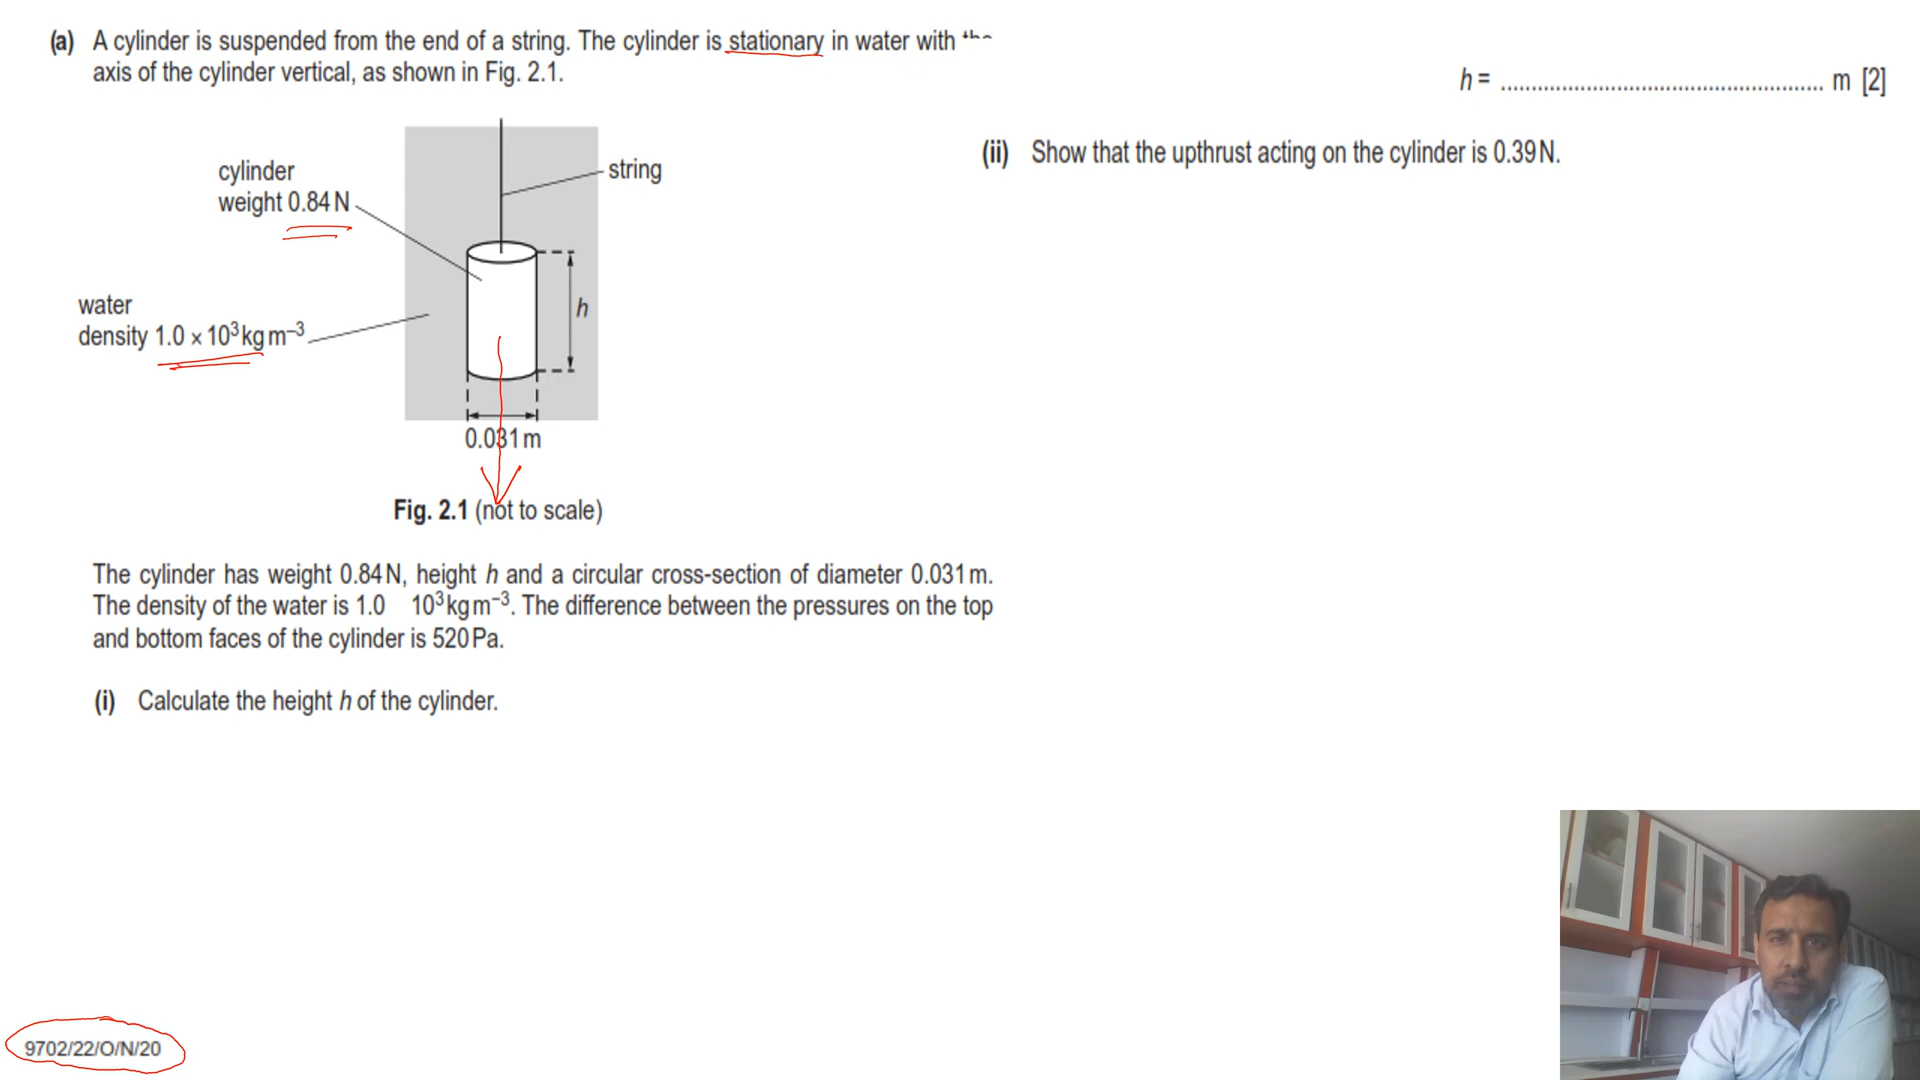 (a) A cylinder is suspended from the end of a string. The cylinder is stationary in water with
axis of the cylinder vertical, as shown in Fig. 2.1.
cylinder
weight 0.84 N
string
water
density 1.0 × 10³ kg m⁻³
h
0.031 m
Fig. 2.1 (not to scale)
The cylinder has weight 0.84 N, height h and a circular cross-section of diameter 0.031 m.
The density of the water is 1.0 10³ kg m⁻³. The difference between the pressures on the top
and bottom faces of the cylinder is 520 Pa.
(i) Calculate the height h of the cylinder.
9702/22/O/N/20
h = ...................................................... m [2]
(ii) Show that the upthrust acting on the cylinder is 0.39 N.